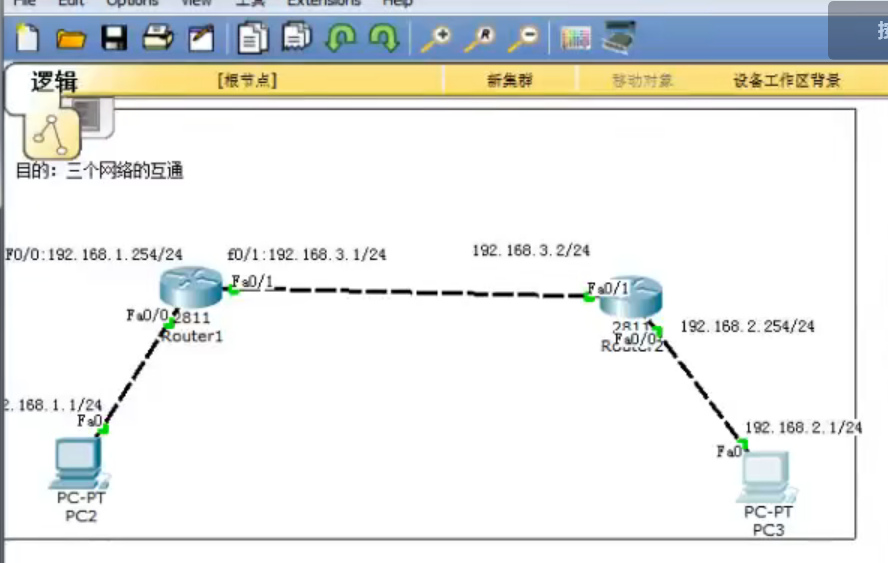 File Edit Options View 工具 Extensions Help
逻辑 [根节点] 新集群 移动对象 设备工作区背景
目的：三个网络的互通
F0/0:192.168.1.254/24 f0/1:192.168.3.1/24 192.168.3.2/24
Fa0/1 Fa0/1
Fa0/0 2811 2811 192.168.2.254/24
Router1 Fa0/0 Router2
2.168.1.1/24
Fa0 192.168.2.1/24
Fa0
PC-PT PC-PT
PC2 PC3